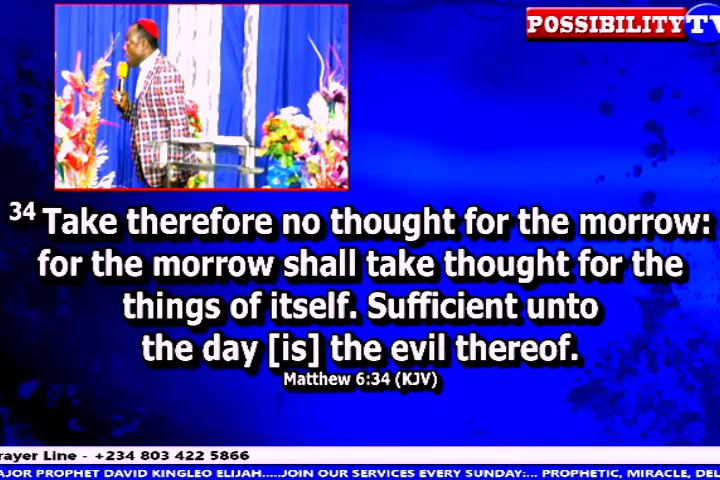 POSSIBILITY TV
34 Take therefore no thought for the morrow:
for the morrow shall take thought for the
things of itself. Sufficient unto
the day [is] the evil thereof.
Matthew 6:34 (KJV)
rayer Line - +234 803 422 5866
AJOR PROPHET DAVID KINGLEO ELIJAH.....JOIN OUR SERVICES EVERY SUNDAY:... PROPHETIC, MIRACLE, DEL